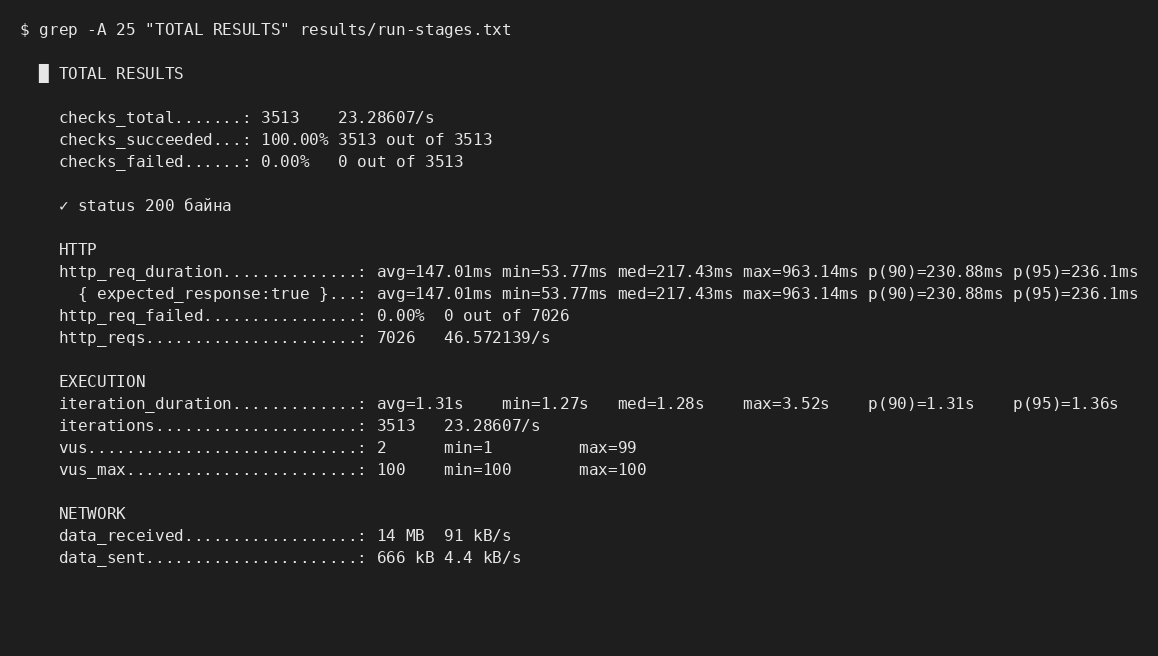 $ grep -A 25 "TOTAL RESULTS" results/run-stages.txt
█ TOTAL RESULTS
checks_total.......: 3513    23.28607/s
checks_succeeded...: 100.00% 3513 out of 3513
checks_failed......: 0.00%   0 out of 3513
✓ status 200 байна
HTTP
http_req_duration..............: avg=147.01ms min=53.77ms med=217.43ms max=963.14ms p(90)=230.88ms p(95)=236.1ms
{ expected_response:true }...: avg=147.01ms min=53.77ms med=217.43ms max=963.14ms p(90)=230.88ms p(95)=236.1ms
http_req_failed................: 0.00%  0 out of 7026
http_reqs......................: 7026   46.572139/s
EXECUTION
iteration_duration.............: avg=1.31s    min=1.27s   med=1.28s    max=3.52s    p(90)=1.31s    p(95)=1.36s
iterations.....................: 3513   23.28607/s
vus............................: 2      min=1         max=99
vus_max........................: 100    min=100       max=100
NETWORK
data_received..................: 14 MB  91 kB/s
data_sent......................: 666 kB 4.4 kB/s